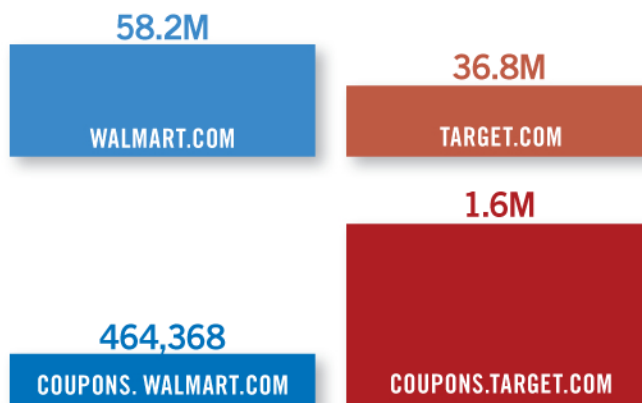 58.2M
WALMART.COM
36.8M
TARGET.COM
464,368
COUPONS. WALMART.COM
1.6M
COUPONS.TARGET.COM